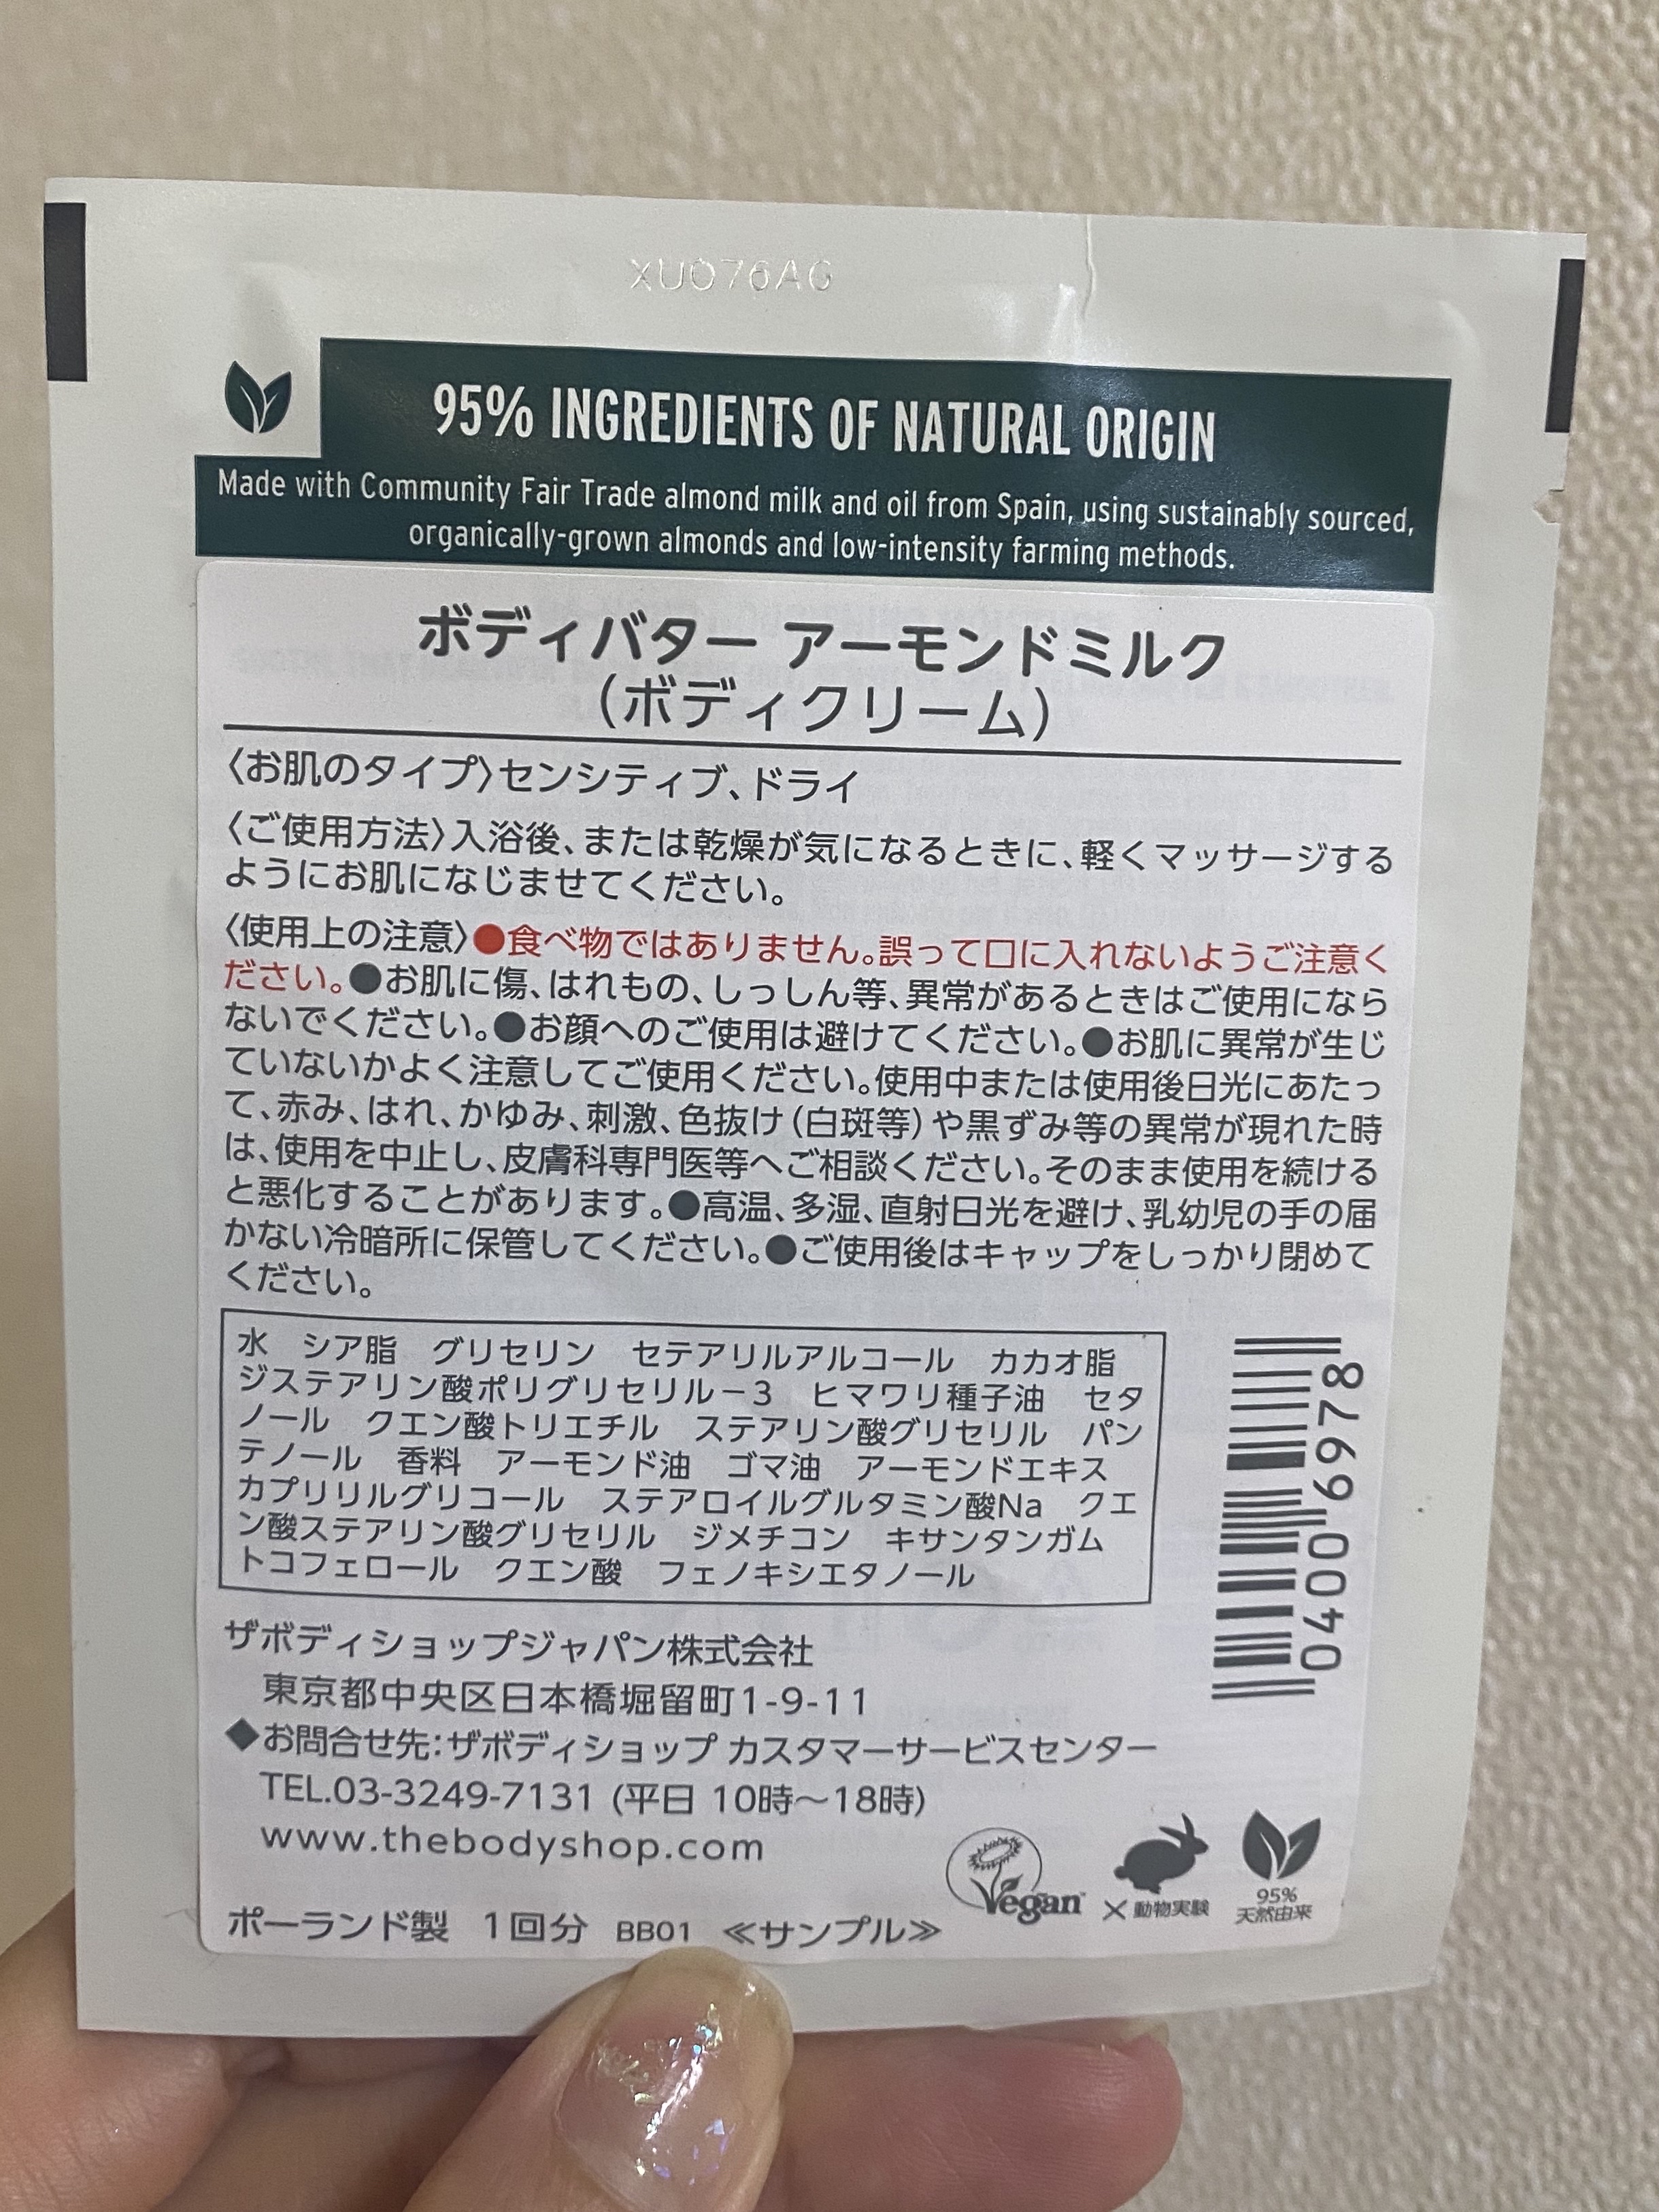 XU076AG
95% INGREDIENTS OF NATURAL ORIGIN
Made with Community Fair Trade almond milk and oil from Spain, using sustainably sourced,
organically-grown almonds and low-intensity farming methods.
ボディバター アーモンドミルク
(ボディクリーム)
〈お肌のタイプ〉センシティブ、ドライ
〈ご使用方法〉入浴後、または乾燥が気になるときに、軽くマッサージする
ようにお肌になじませてください。
〈使用上の注意〉●食べ物ではありません。誤って口に入れないようご注意く
ださい。●お肌に傷、はれもの、しっしん等、異常があるときはご使用になら
ないでください。●お顔へのご使用は避けてください。●お肌に異常が生じ
ていないかよく注意してご使用ください。使用中または使用後日光にあたっ
て、赤み、はれ、かゆみ、刺激、色抜け(白斑等)や黒ずみ等の異常が現れた時
は、使用を中止し、皮膚科専門医等へご相談ください。そのまま使用を続ける
と悪化することがあります。●高温、多湿、直射日光を避け、乳幼児の手の届
かない冷暗所に保管してください。●ご使用後はキャップをしっかり閉めて
ください。
水　シア脂　グリセリン　セテアリルアルコール　カカオ脂
ジステアリン酸ポリグリセリル－3　ヒマワリ種子油　セタ
ノール　クエン酸トリエチル　ステアリン酸グリセリル　パン
テノール　香料　アーモンド油　ゴマ油　アーモンドエキス
カプリリルグリコール　ステアロイルグルタミン酸Na　クエ
ン酸ステアリン酸グリセリル　ジメチコン　キサンタンガム
トコフェロール　クエン酸　フェノキシエタノール
04006978
ザボディショップジャパン株式会社
東京都中央区日本橋堀留町1-9-11
◆お問合せ先:ザボディショップ カスタマーサービスセンター
TEL.03-3249-7131 (平日 10時～18時)
www.thebodyshop.com
Vegan
×動物実験
95%
天然由来
ポーランド製　1回分　BB01　≪サンプル≫